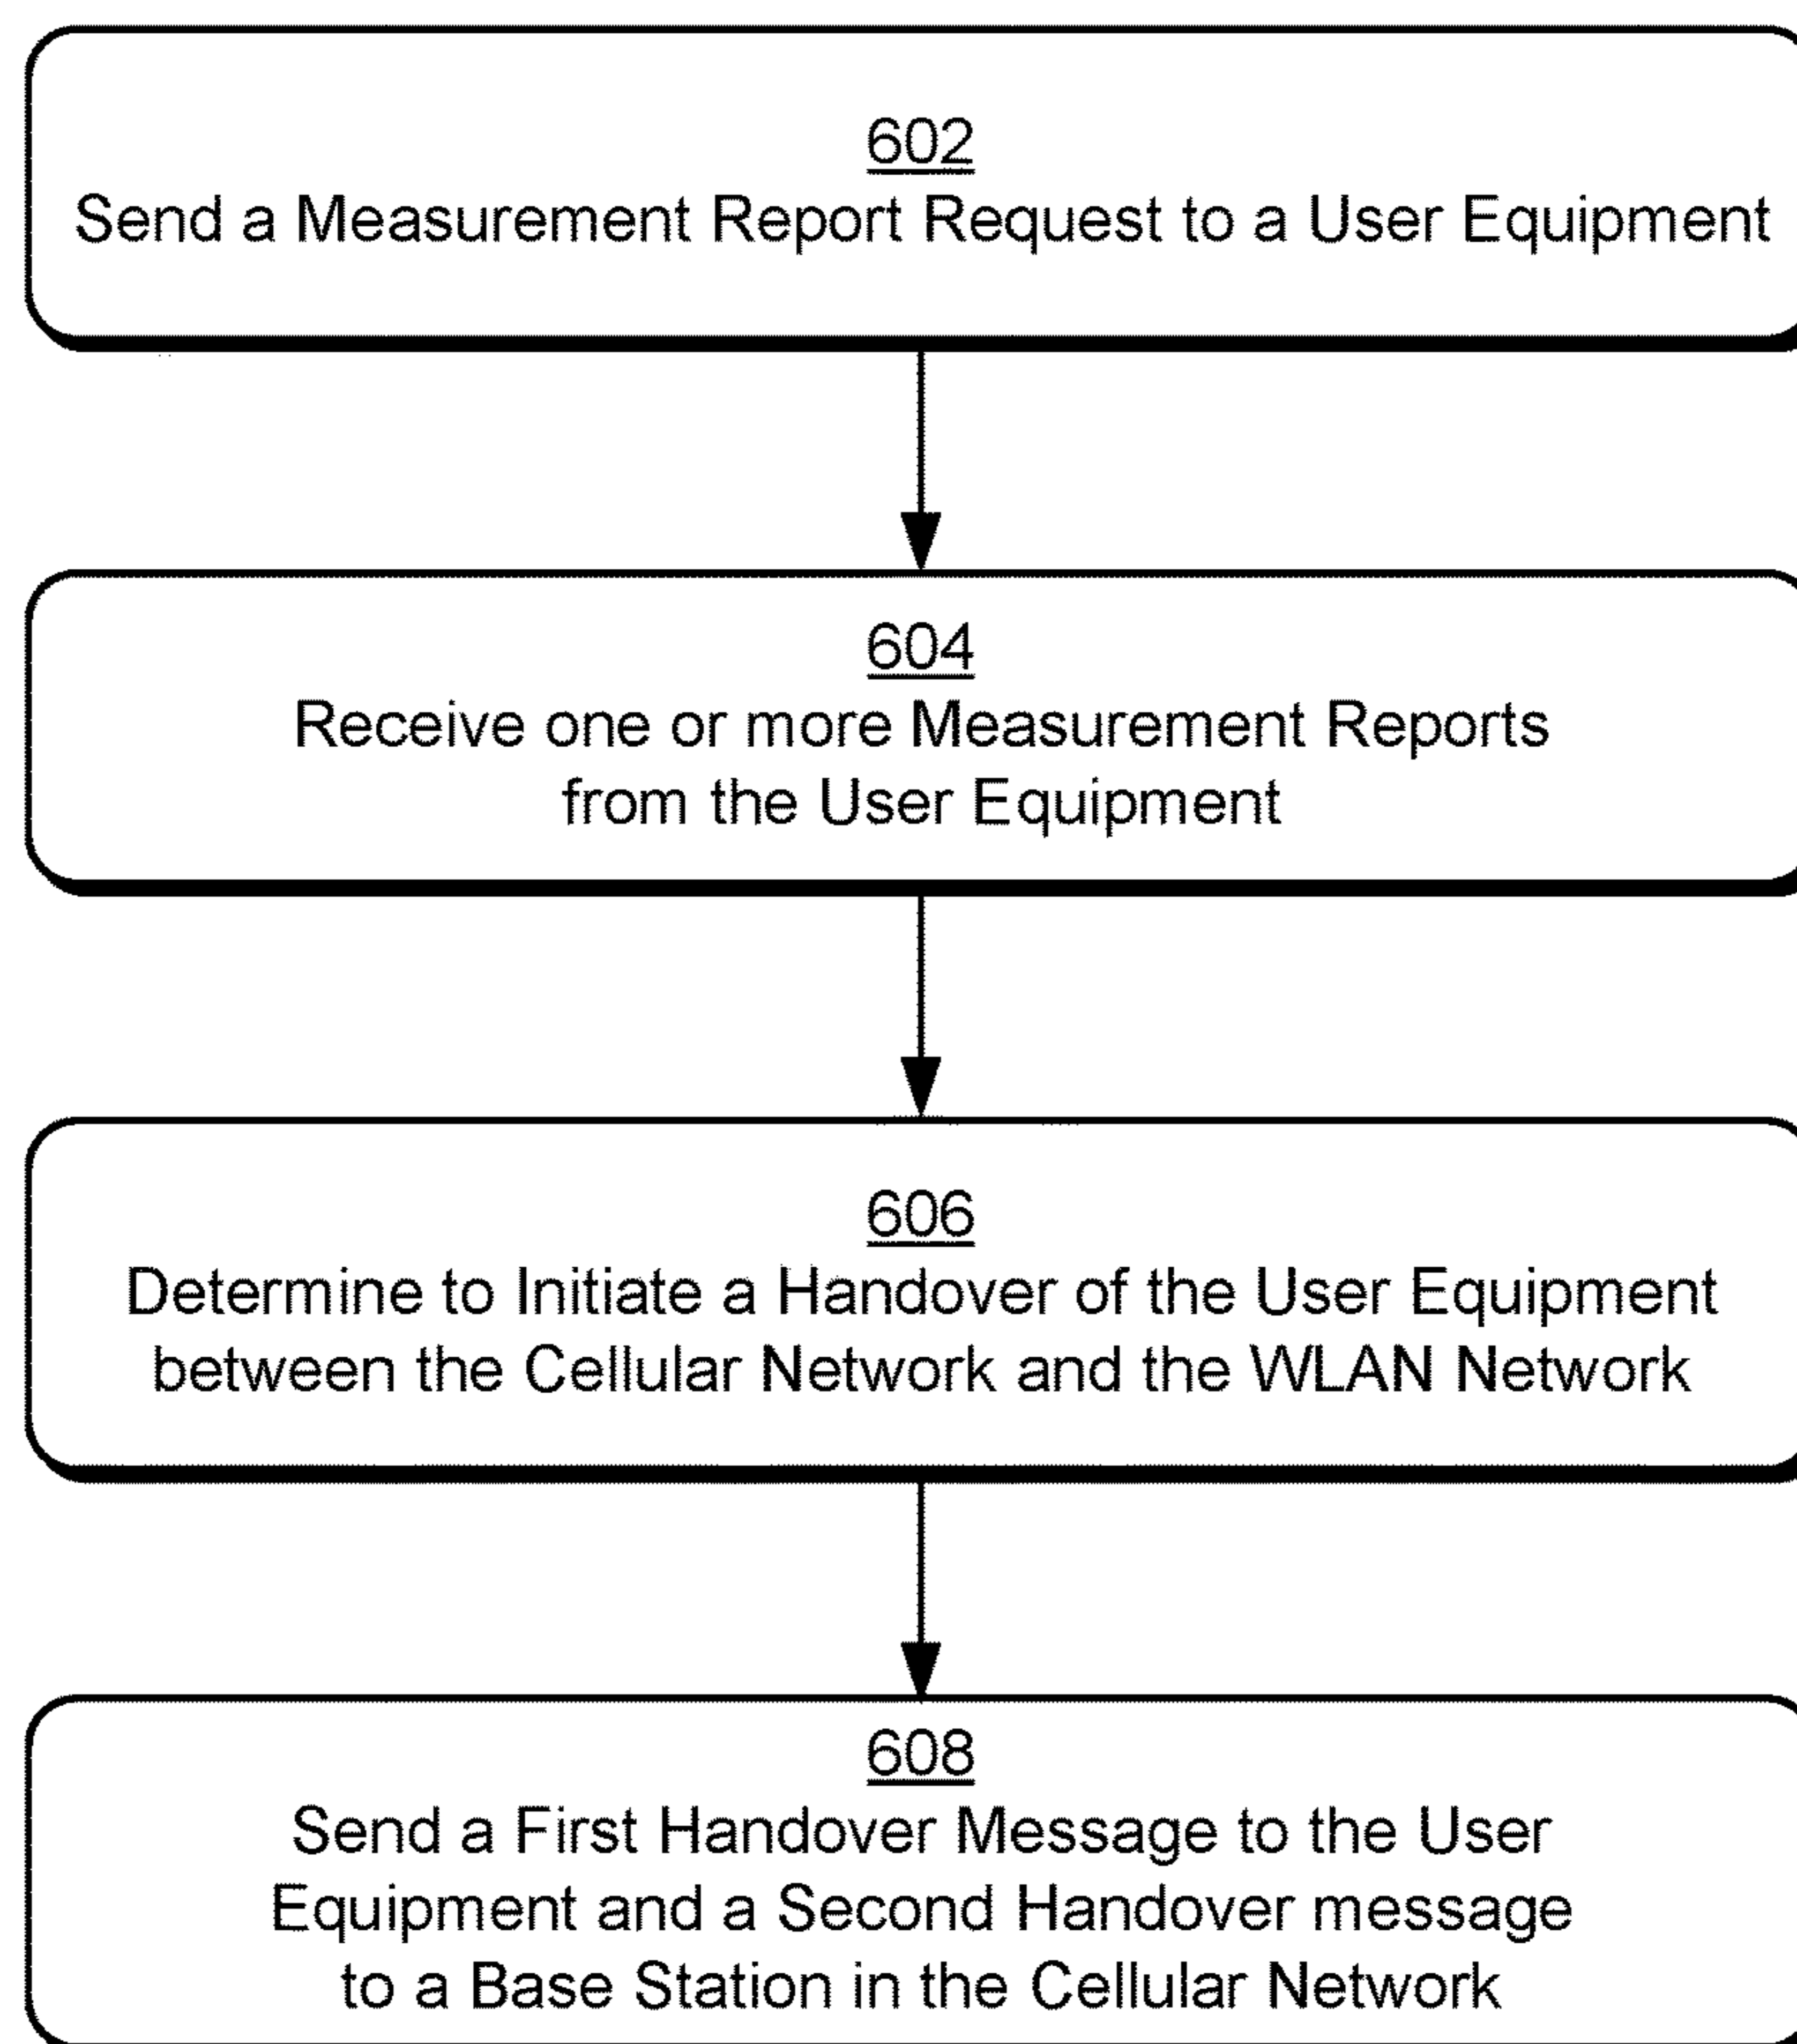 602
Send a Measurement Report Request to a User Equipment
604
Receive one or more Measurement Reports
from the User Equipment
606
Determine to Initiate a Handover of the User Equipment
between the Cellular Network and the WLAN Network
608
Send a First Handover Message to the User
Equipment and a Second Handover message
to a Base Station in the Cellular Network